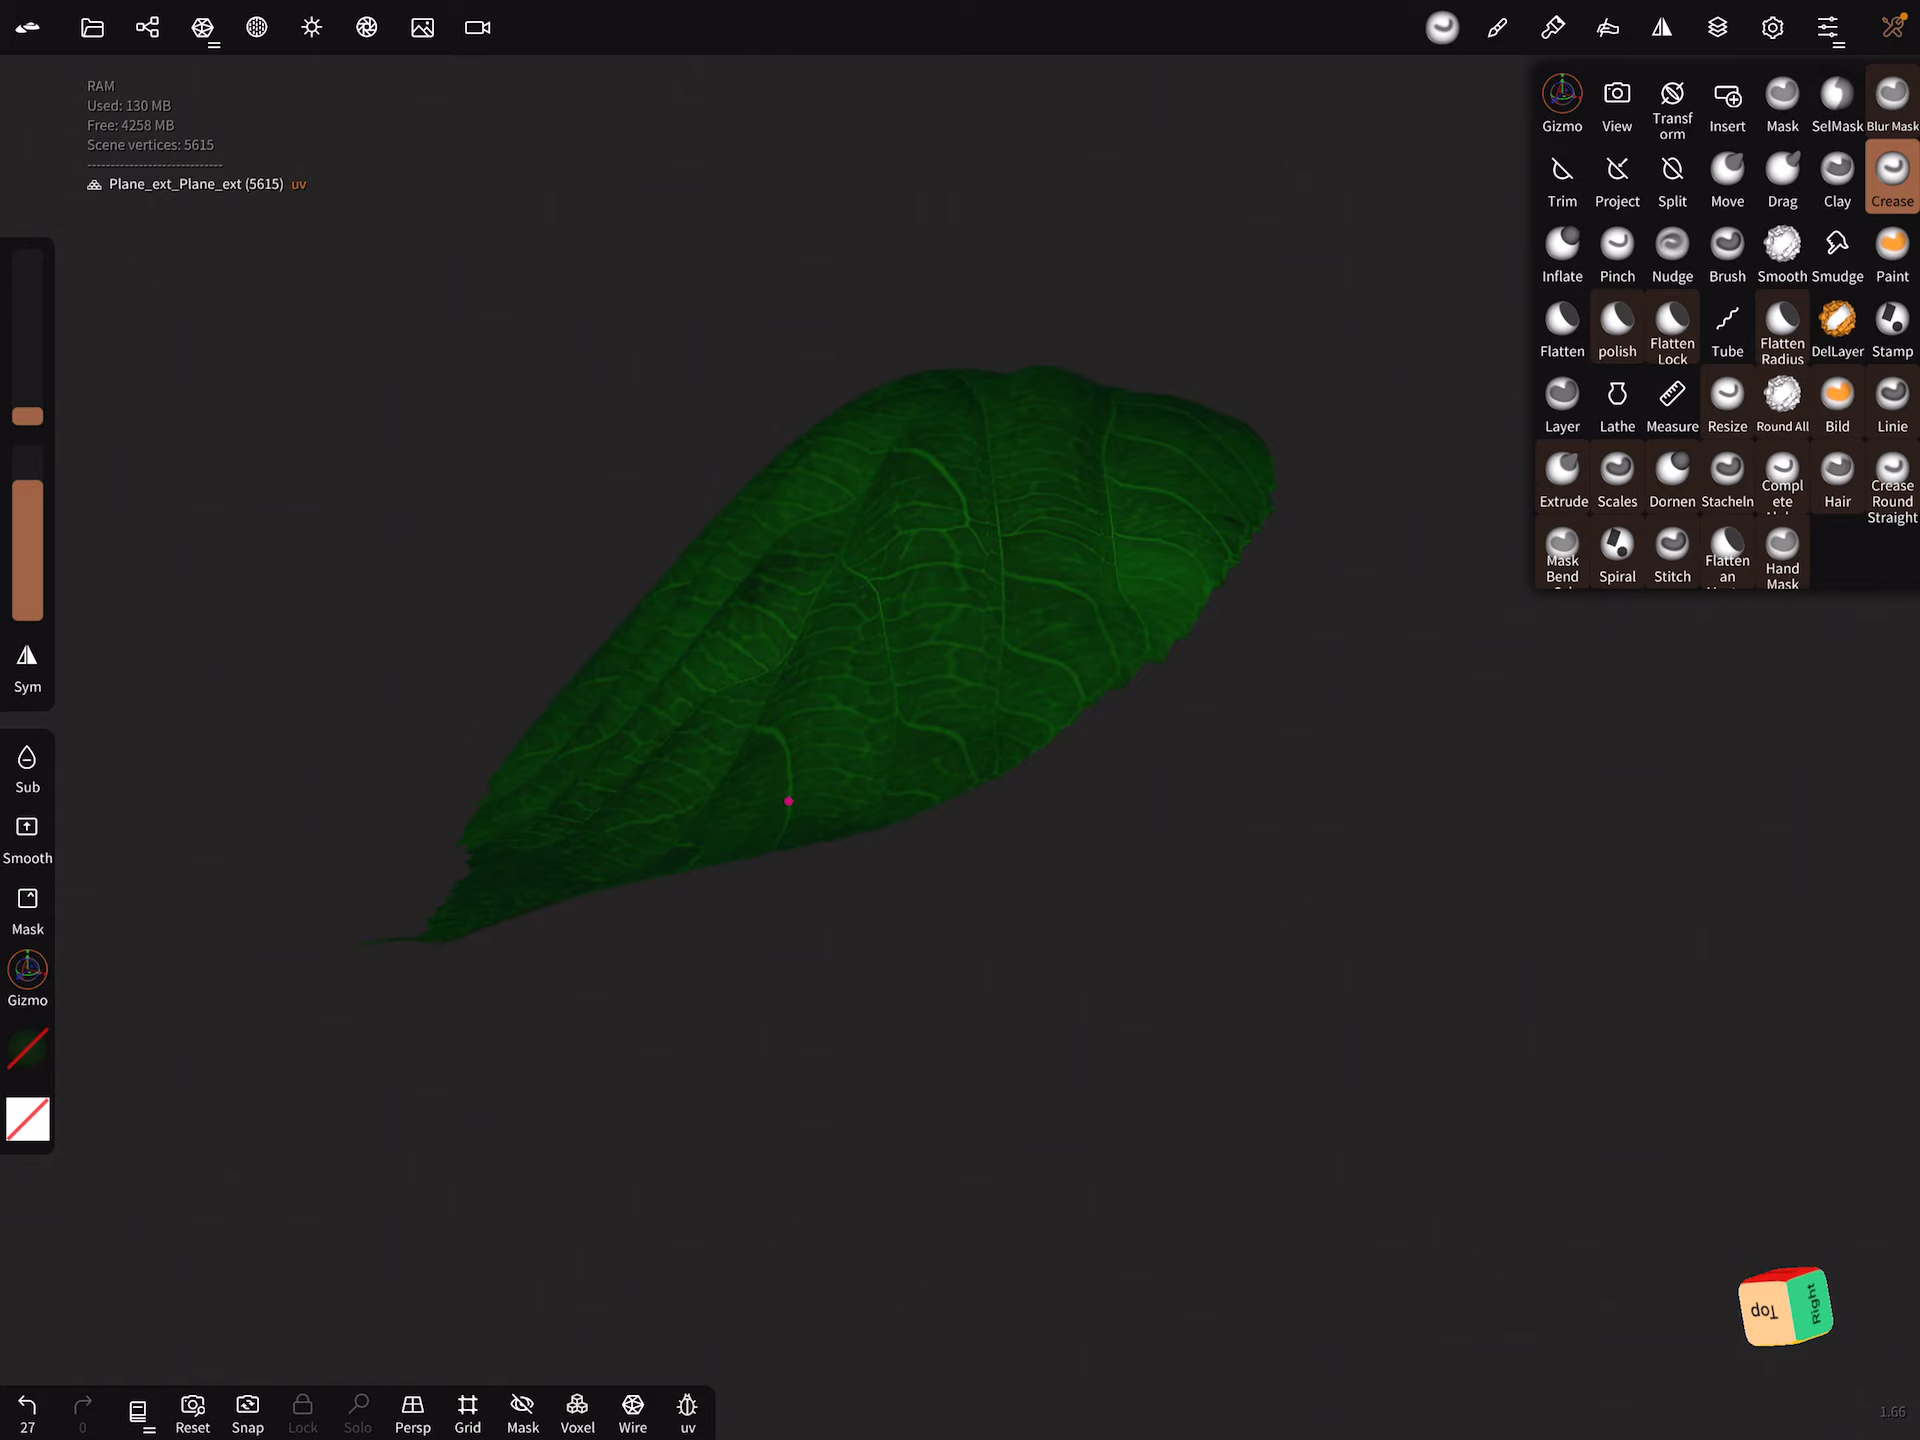 RAM
Used: 130 MB
Free: 4258 MB
Scene vertices: 5615
----------------------------
Plane_ext_Plane_ext (5615) uv
Gizmo View Transf
orm Insert Mask SelMask Blur Mask
Trim Project Split Move Drag Clay Crease
Inflate Pinch Nudge Brush Smooth Smudge Paint
Flatten polish Flatten
Lock Tube Flatten
Radius DelLayer Stamp
Layer Lathe Measure Resize Round All Bild Linie
Extrude Scales Dornen Stacheln Compl
ete Hair Crease
Round
Straight
Mask
Bend Spiral Stitch Flatten
an Hand
Mask
Sym
Sub
Smooth
Mask
Gizmo
Top Right
27 0 Reset Snap Lock Solo Persp Grid Mask Voxel Wire uv
1.66